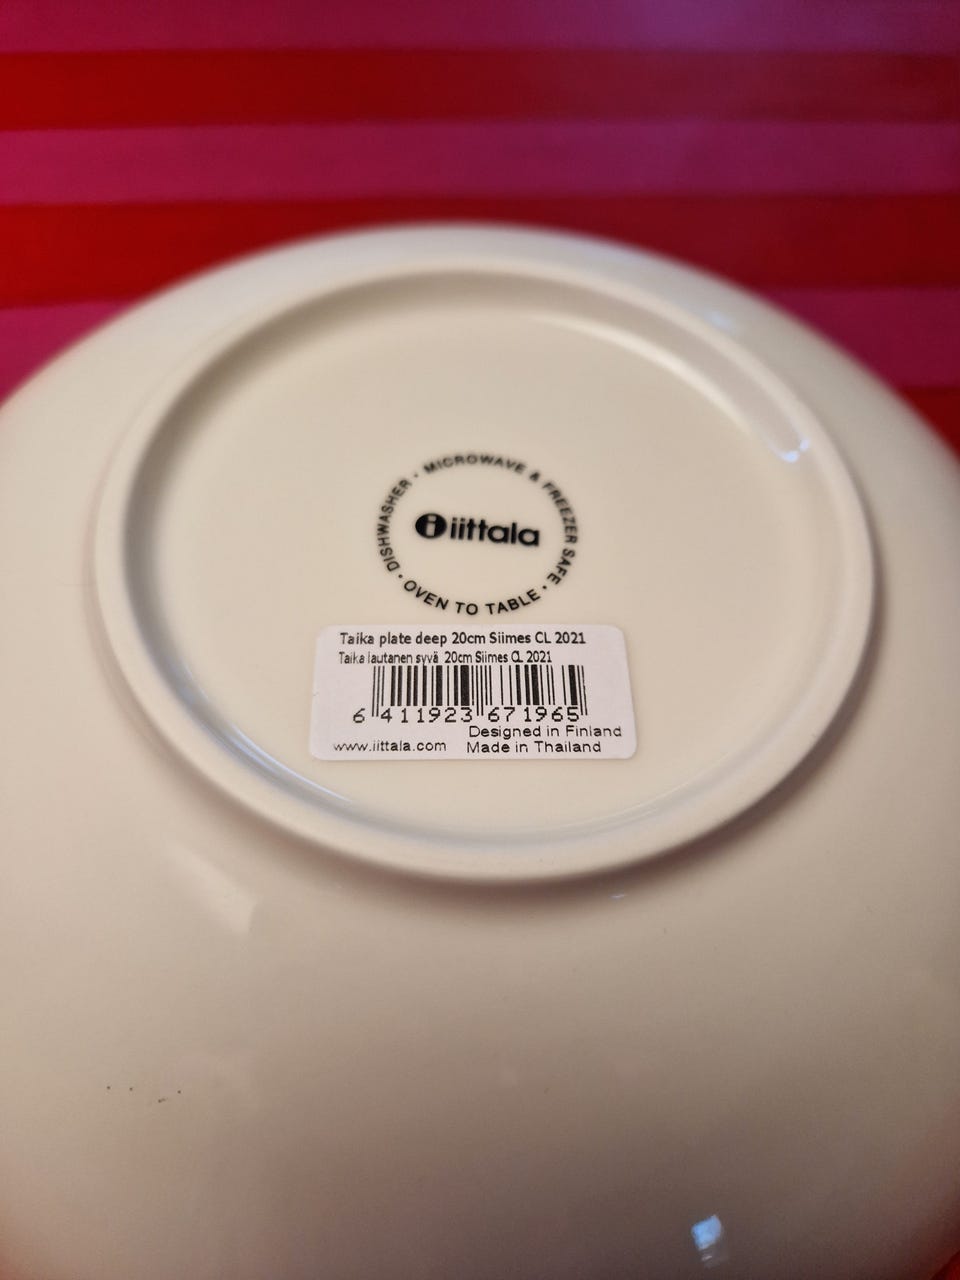 DISHWASHER · MICROWAVE & FREEZER SAFE · OVEN TO TABLE ·
iittala
Taika plate deep 20cm Siimes CL 2021
Taika lautanen syvä 20cm Siimes CL 2021
6 411923 671965
Designed in Finland
www.iittala.com Made in Thailand